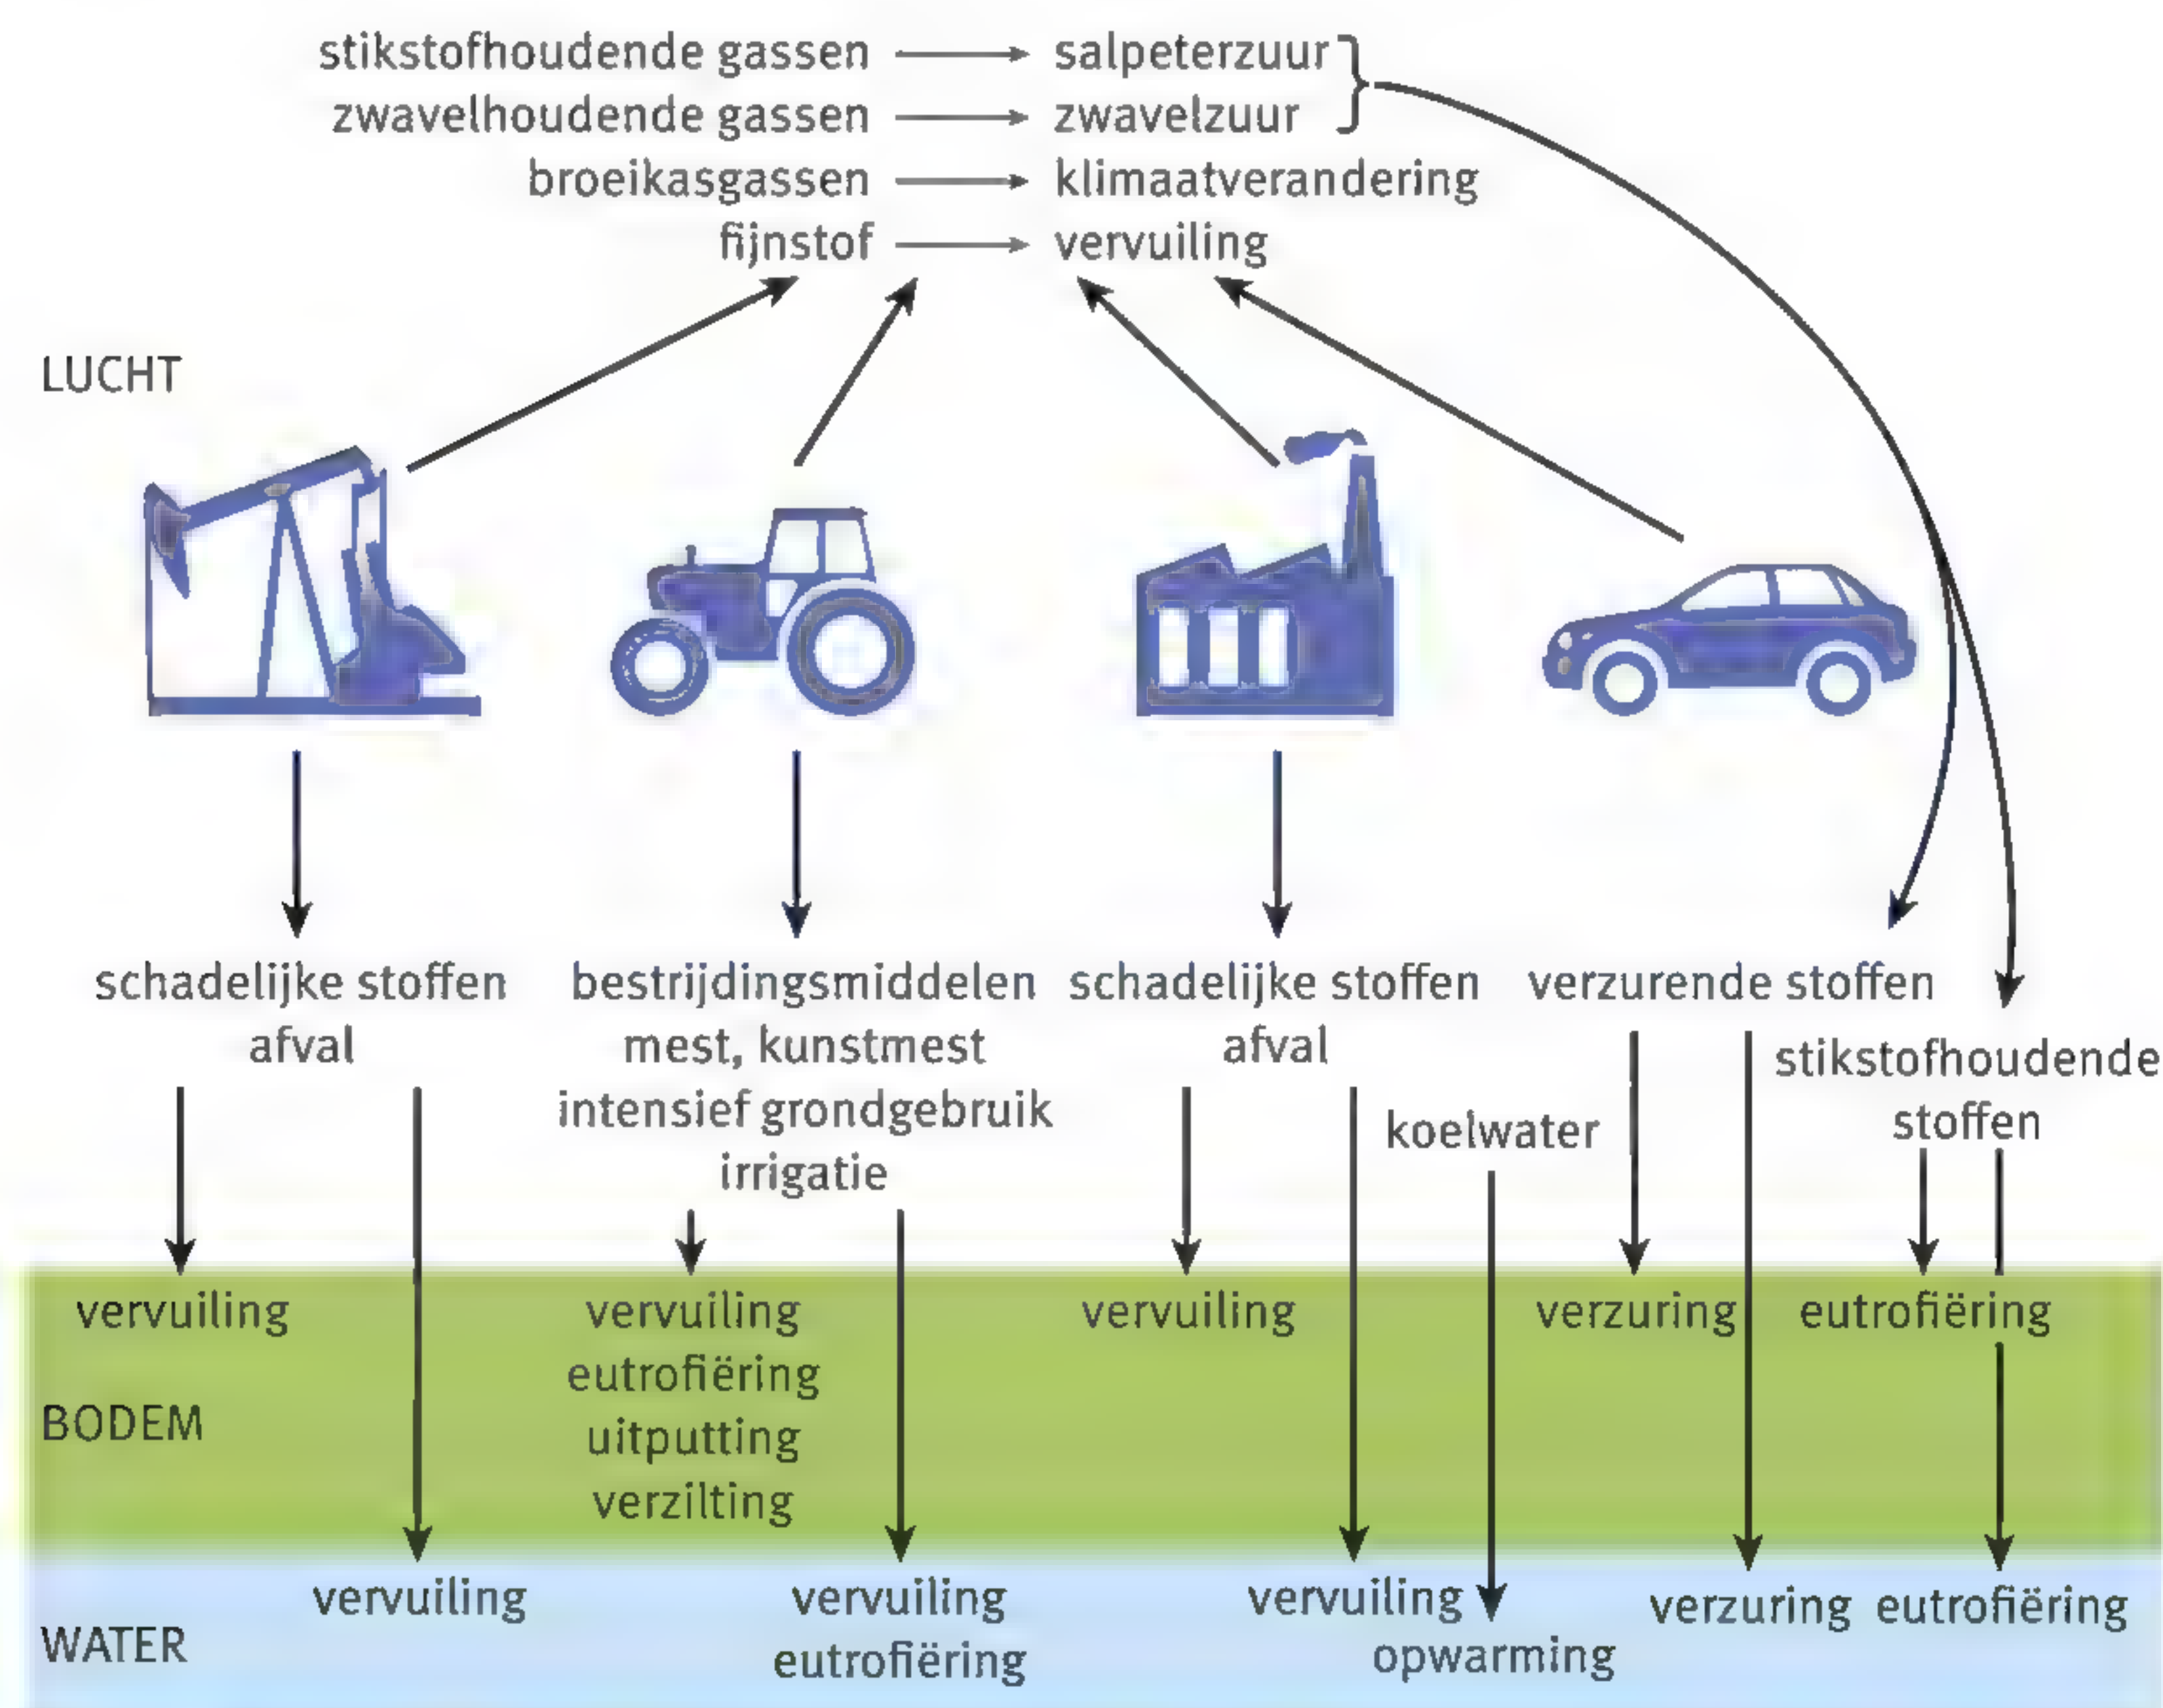 stikstofhoudende gassen salpeterzuur
zwavelhoudende gassen zwavelzuur
broeikasgassen klimaatverandering
fijnstof vervuiling
LUCHT
schadelijke stoffen
afval
bestrijdingsmiddelen
mest, kunstmest
intensief grondgebruik
irrigatie
schadelijke stoffen
afval
koelwater
verzurende stoffen
stikstofhoudende
stoffen
BODEM
vervuiling
vervuiling
eutrofiëring
uitputting
verzilting
vervuiling
verzuring
eutrofiëring
WATER
vervuiling
vervuiling
eutrofiëring
vervuiling
opwarming
verzuring
eutrofiëring